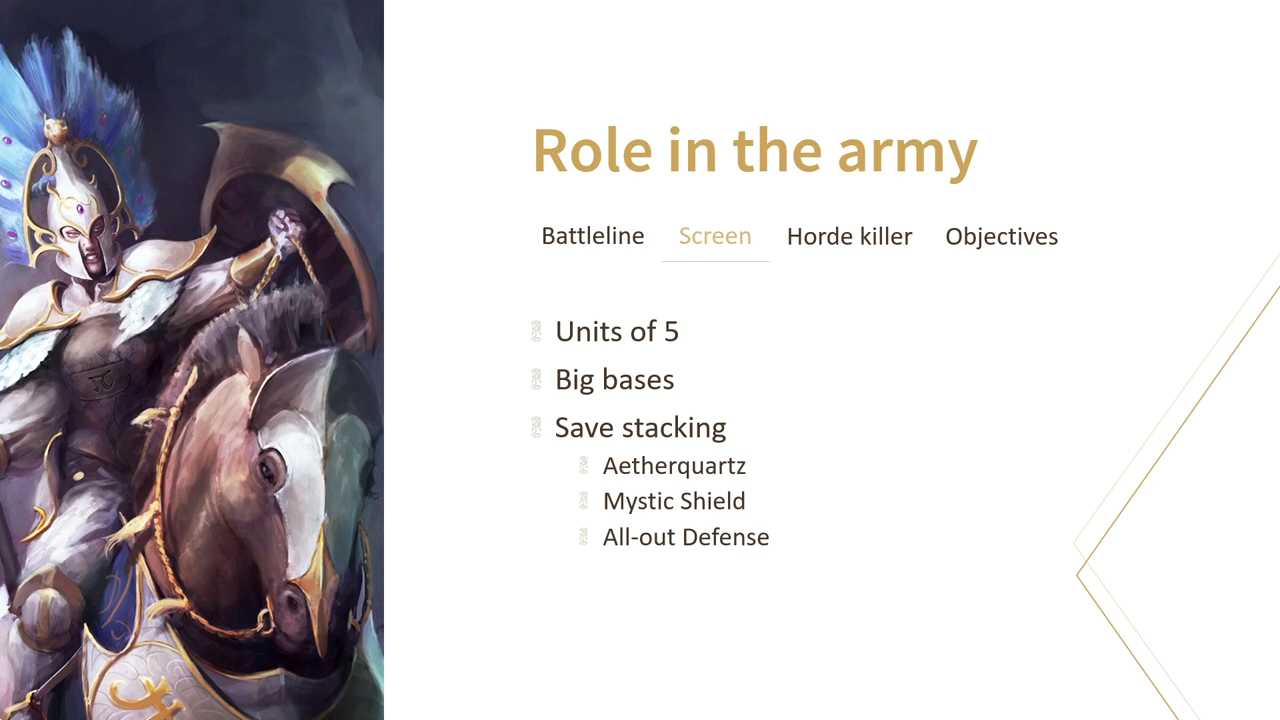 Role in the army
Battleline Screen Horde killer Objectives
Units of 5
Big bases
Save stacking
Aetherquartz
Mystic Shield
All-out Defense